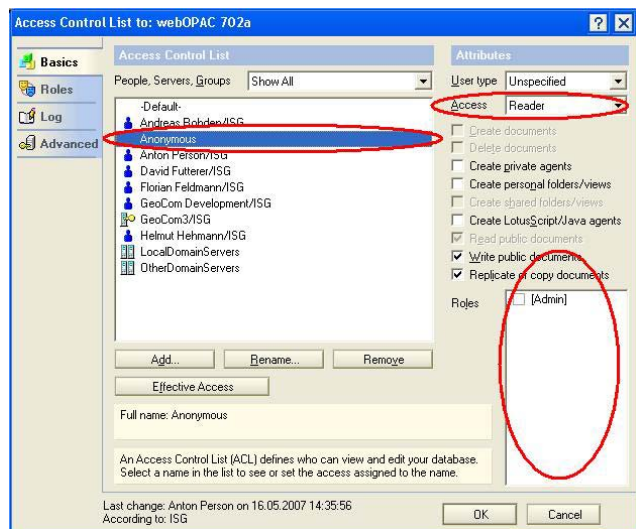 Access Control List to: webOPAC 702a
Basics
Roles
Log
Advanced
Access Control List
People, Servers, Groups
Show All
-Default-
Andreas Bohden/ISG
Anonymous
Anton Person/ISG
David Futterer/ISG
Florian Feldmann/ISG
GeoCom Development/ISG
GeoCom3/ISG
Helmut Hehmann/ISG
LocalDomainServers
OtherDomainServers
Add...
Rename...
Remove
Effective Access
Full name: Anonymous
An Access Control List (ACL) defines who can view and edit your database.
Select a name in the list to see or set the access assigned to the name.
Attributes
User type
Unspecified
Access
Reader
Create documents
Delete documents
Create private agents
Create personal folders/views
Create shared folders/views
Create LotusScript/Java agents
Read public documents
Write public documents
Replicate or copy documents
Roles
[Admin]
Last change: Anton Person on 16.05.2007 14:35:56
According to: ISG
OK
Cancel